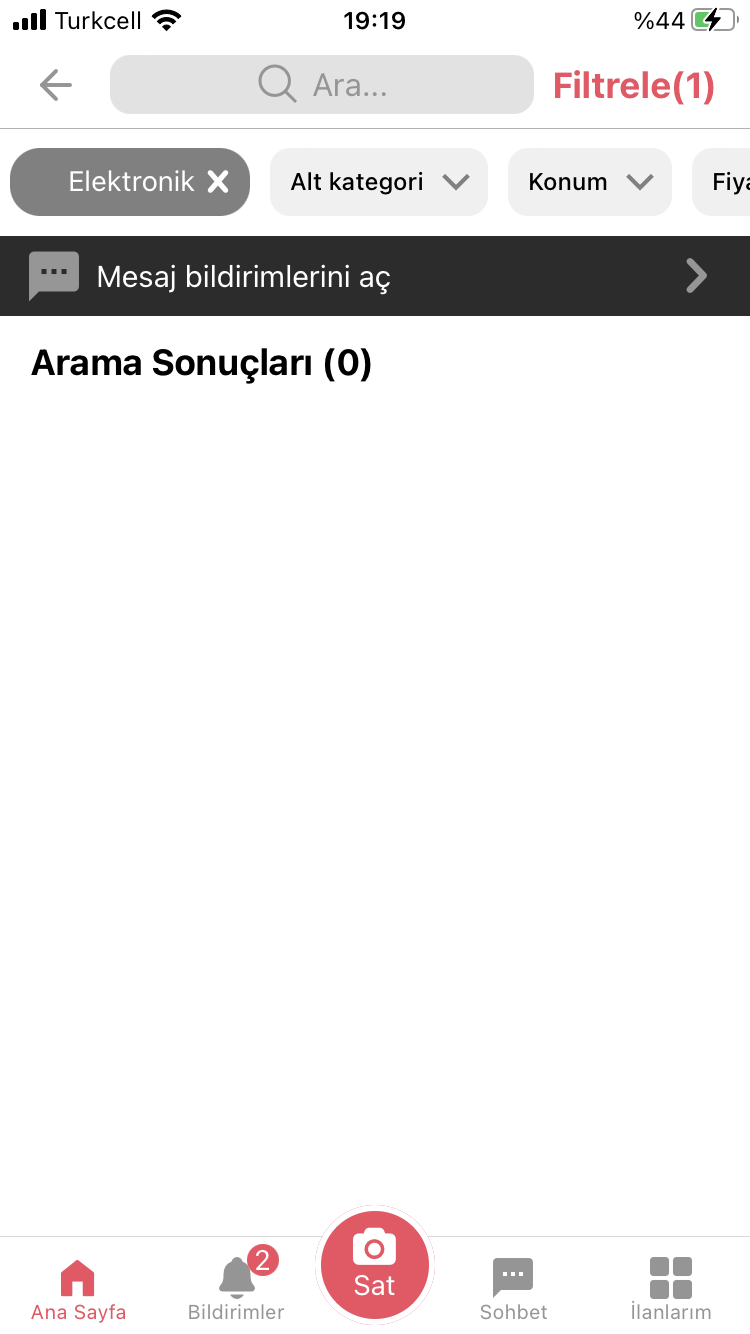 Turkcell 19:19 %44
Ara... Filtrele(1)
Elektronik Alt kategori Konum Fiya
Mesaj bildirimlerini aç
Arama Sonuçları (0)
2
Sat
Ana Sayfa Bildirimler Sohbet İlanlarım